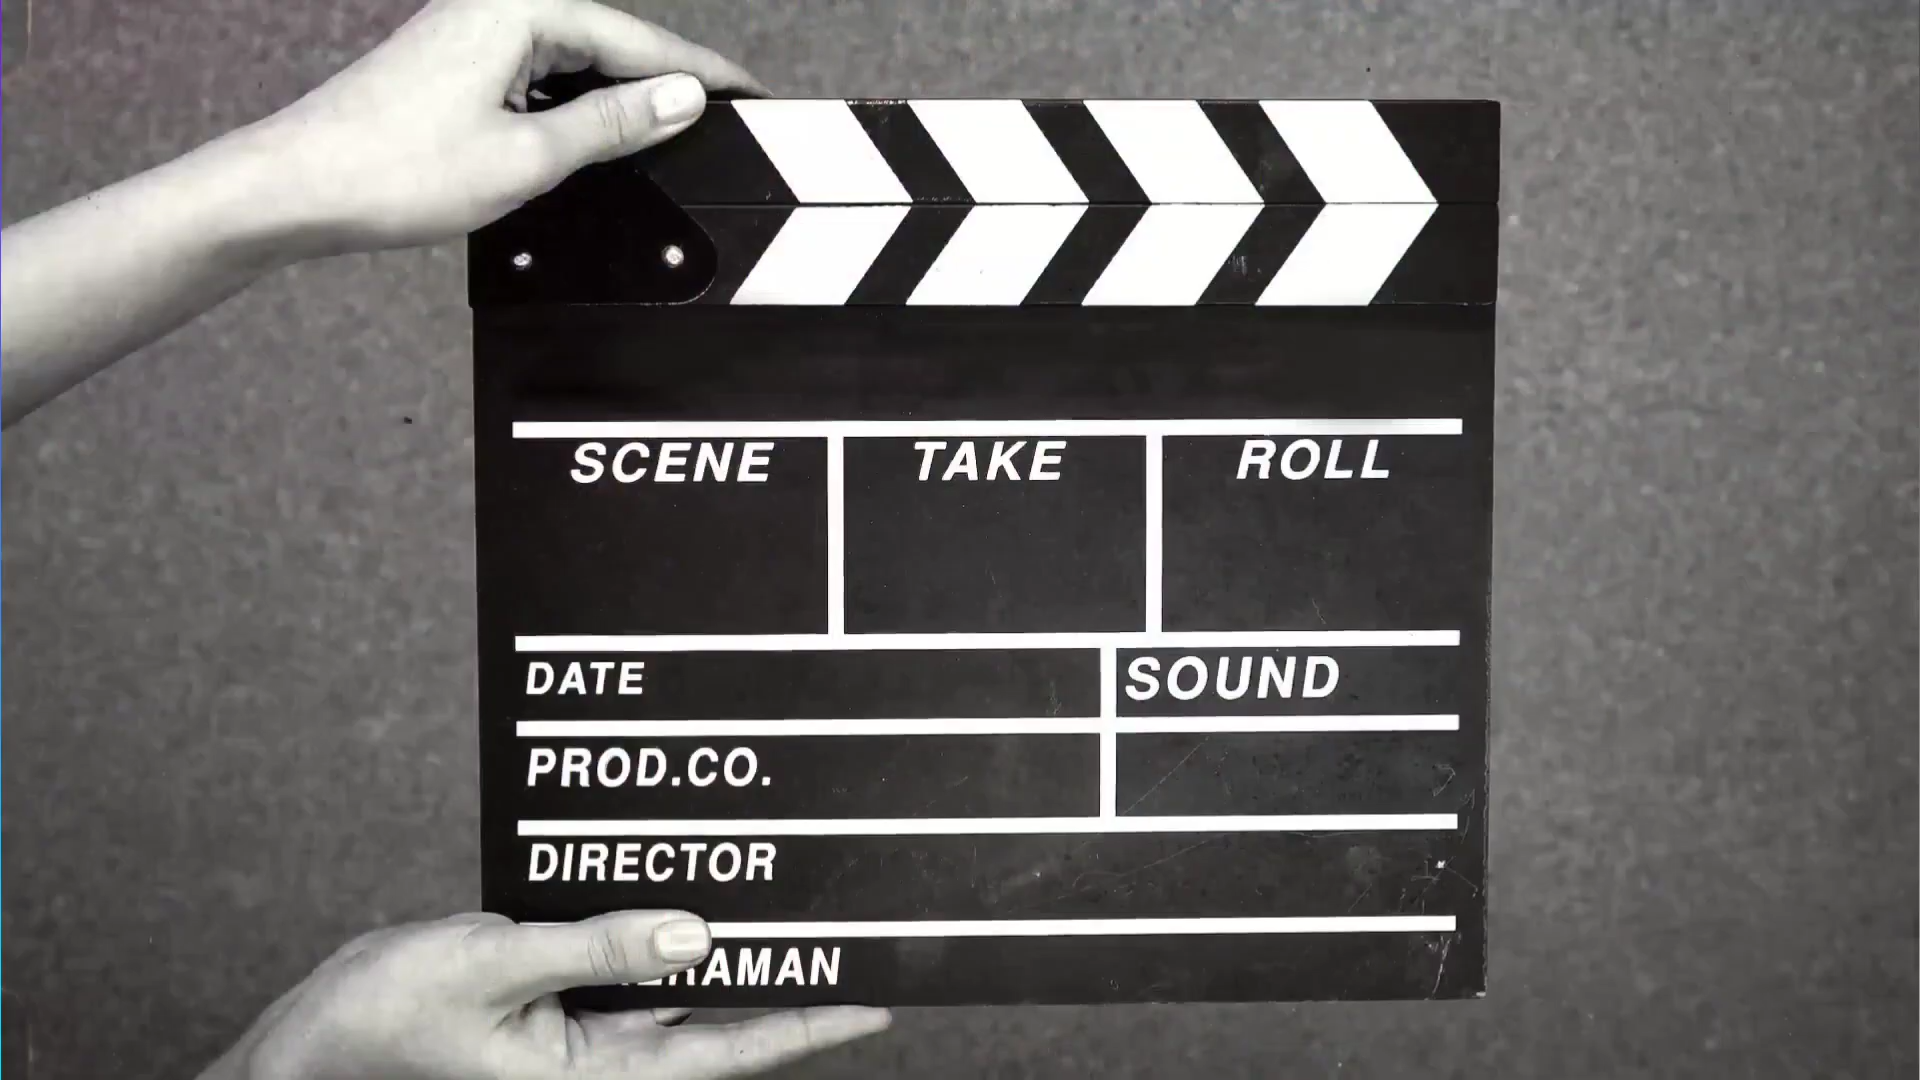 SCENE TAKE ROLL
DATE SOUND
PROD.CO.
DIRECTOR